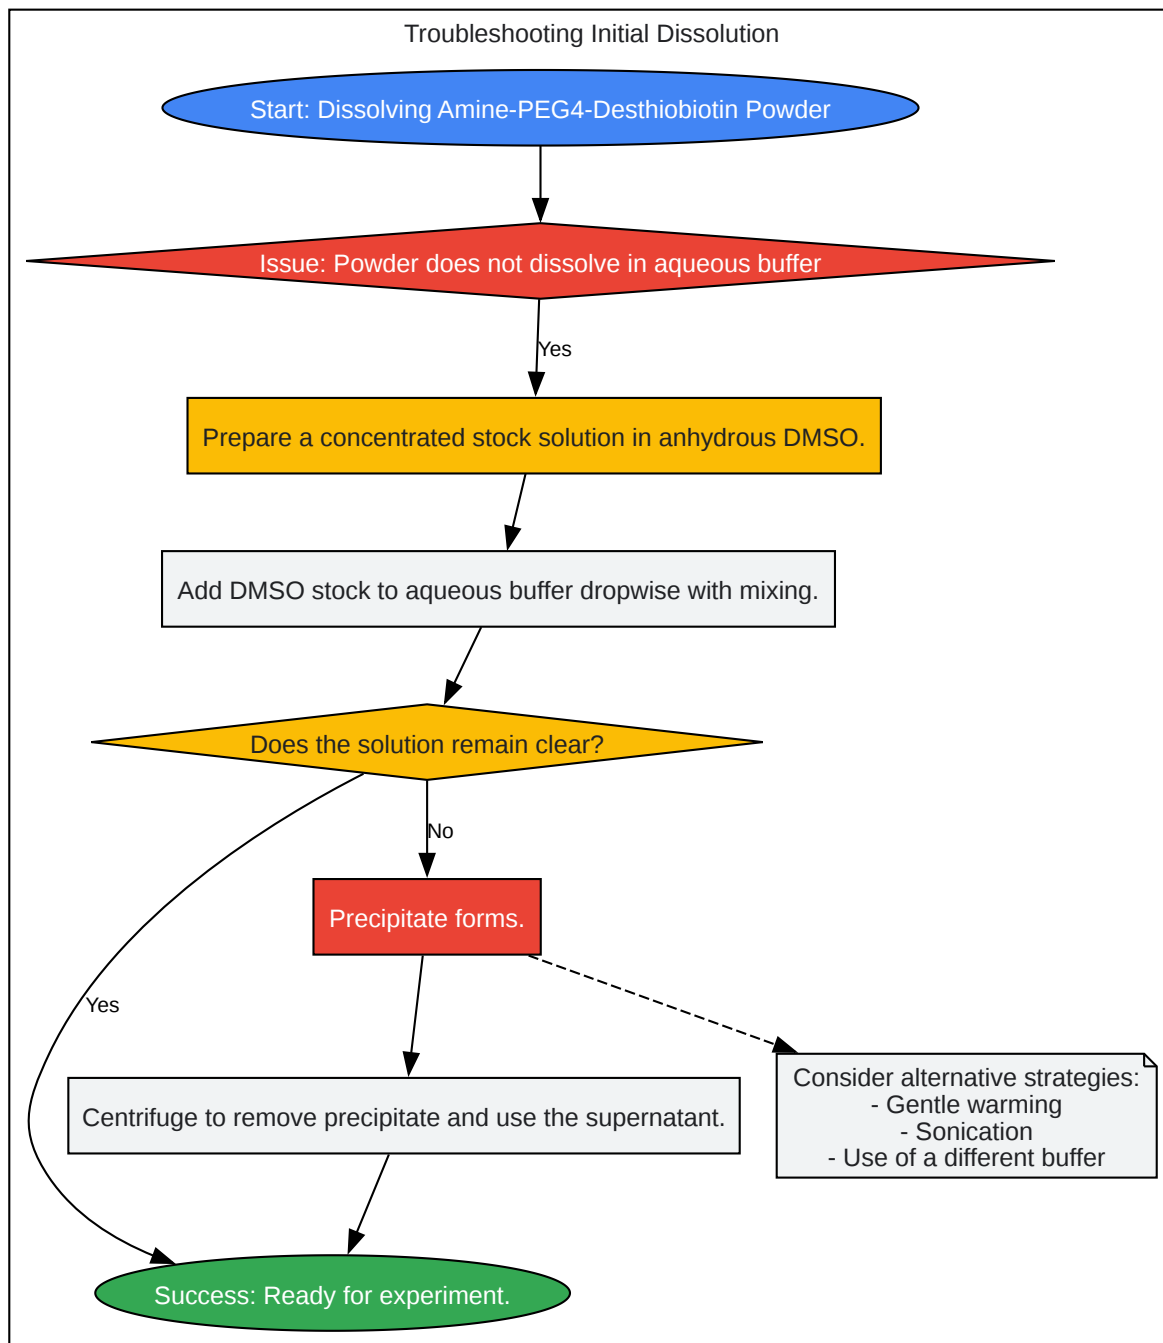 Troubleshooting Initial Dissolution
Start: Dissolving Amine-PEG4-Desthiobiotin Powder
Issue: Powder does not dissolve in aqueous buffer
Yes
Prepare a concentrated stock solution in anhydrous DMSO.
Add DMSO stock to aqueous buffer dropwise with mixing.
Does the solution remain clear?
No
Precipitate forms.
Yes
Consider alternative strategies:
- Gentle warming
- Sonication
- Use of a different buffer
Centrifuge to remove precipitate and use the supernatant.
Success: Ready for experiment.